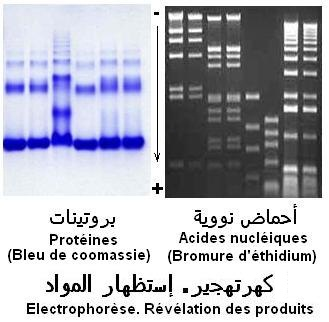 -
+
بروتينات
Protéines
(Bleu de coomassie)
أحماض نووية
Acides nucléiques
(Bromure d'éthidium)
كهرتهجير. إستظهار المواد
Electrophorèse. Révélation des produits